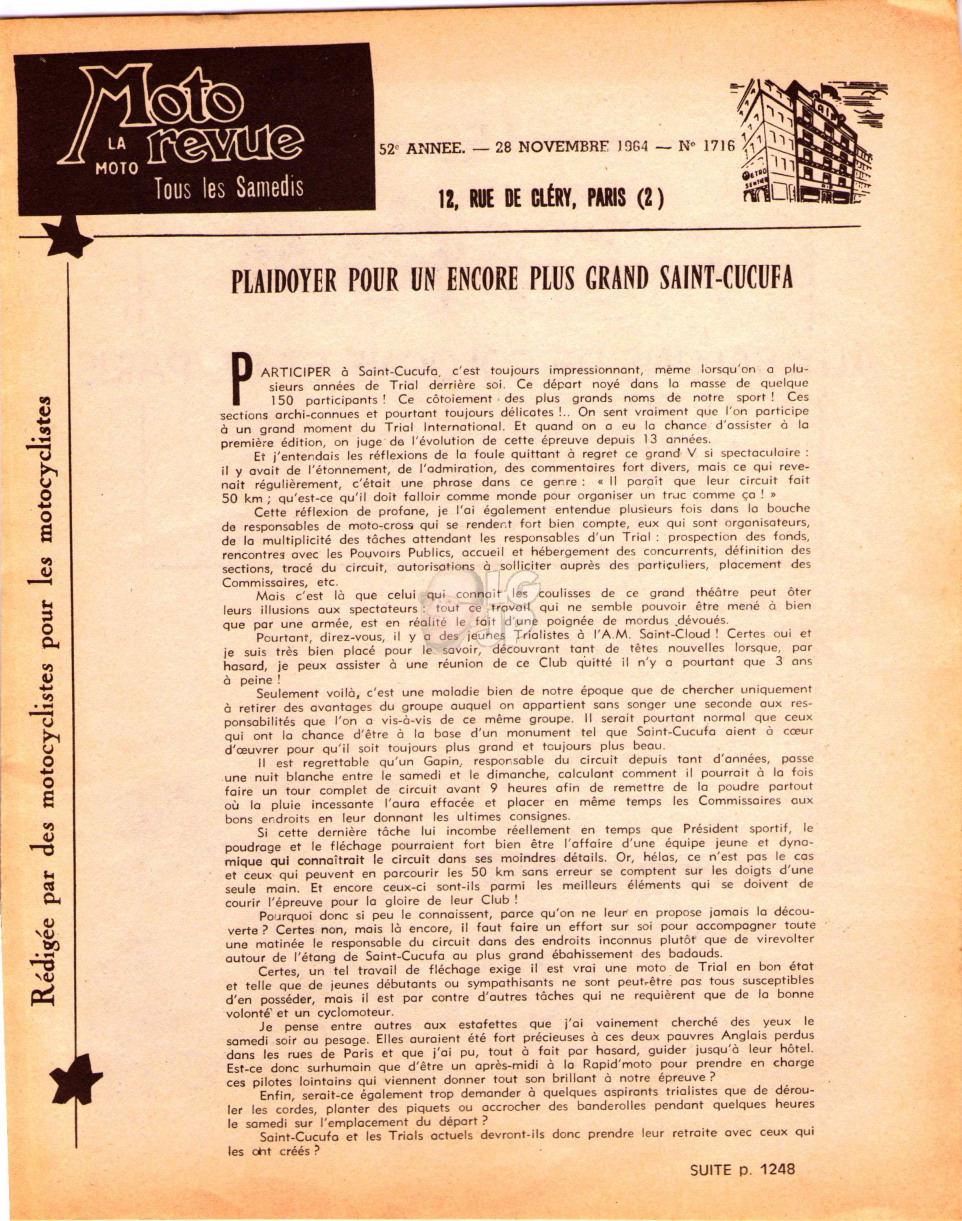 Moto
revue
LA
MOTO
Tous les Samedis
52e ANNEE. — 28 NOVEMBRE 1964 — No 1716
12, RUE DE CLÉRY, PARIS (2)
METRO
SENTIER
Rédigée par des motocyclistes pour les motocyclistes
PLAIDOYER POUR UN ENCORE PLUS GRAND SAINT-CUCUFA
PARTICIPER à Saint-Cucufa, c'est toujours impressionnant, même lorsqu'on a plu-
sieurs années de Trial derrière soi. Ce départ noyé dans la masse de quelque
150 participants ! Ce côtoiement des plus grands noms de notre sport ! Ces
sections archi-connues et pourtant toujours délicates !.. On sent vraiment que l'on participe
à un grand moment du Trial International. Et quand on a eu la chance d'assister à la
première édition, on juge de l'évolution de cette épreuve depuis 13 années.
Et j'entendais les réflexions de la foule quittant à regret ce grand V si spectaculaire :
il y avait de l'étonnement, de l'admiration, des commentaires fort divers, mais ce qui reve-
nait régulièrement, c'était une phrase dans ce genre : « Il paraît que leur circuit fait
50 km ; qu'est-ce qu'il doit falloir comme monde pour organiser un truc comme ça ! »
Cette réflexion de profane, je l'ai également entendue plusieurs fois dans la bouche
de responsables de moto-cross qui se rendent fort bien compte, eux qui sont organisateurs,
de la multiplicité des tâches attendant les responsables d'un Trial : prospection des fonds,
rencontres avec les Pouvoirs Publics, accueil et hébergement des concurrents, définition des
sections, tracé du circuit, autorisations à solliciter auprès des particuliers, placement des
Commissaires, etc.
Mais c'est là que celui qui connaît les coulisses de ce grand théâtre peut ôter
leurs illusions aux spectateurs : tout ce travail qui ne semble pouvoir être mené à bien
que par une armée, est en réalité le fait d'une poignée de mordus dévoués.
Pourtant, direz-vous, il y a des jeunes Trialistes à l'A.M. Saint-Cloud ! Certes oui et
je suis très bien placé pour le savoir, découvrant tant de têtes nouvelles lorsque, par
hasard, je peux assister à une réunion de ce Club quitté il n'y a pourtant que 3 ans
à peine !
Seulement voilà, c'est une maladie bien de notre époque que de chercher uniquement
à retirer des avantages du groupe auquel on appartient sans songer une seconde aux res-
ponsabilités que l'on a vis-à-vis de ce même groupe. Il serait pourtant normal que ceux
qui ont la chance d'être à la base d'un monument tel que Saint-Cucufa aient à cœur
d'œuvrer pour qu'il soit toujours plus grand et toujours plus beau.
Il est regrettable qu'un Gapin, responsable du circuit depuis tant d'années, passe
une nuit blanche entre le samedi et le dimanche, calculant comment il pourrait à la fois
faire un tour complet de circuit avant 9 heures afin de remettre de la poudre partout
où la pluie incessante l'aura effacée et placer en même temps les Commissaires aux
bons endroits en leur donnant les ultimes consignes.
Si cette dernière tâche lui incombe réellement en temps que Président sportif, le
poudrage et le fléchage pourraient fort bien être l'affaire d'une équipe jeune et dyna-
mique qui connaîtrait le circuit dans ses moindres détails. Or, hélas, ce n'est pas le cas
et ceux qui peuvent en parcourir les 50 km sans erreur se comptent sur les doigts d'une
seule main. Et encore ceux-ci sont-ils parmi les meilleurs éléments qui se doivent de
courir l'épreuve pour la gloire de leur Club !
Pourquoi donc si peu le connaissent, parce qu'on ne leur en propose jamais la décou-
verte ? Certes non, mais là encore, il faut faire un effort sur soi pour accompagner toute
une matinée le responsable du circuit dans des endroits inconnus plutôt que de virevolter
autour de l'étang de Saint-Cucufa au plus grand ébahissement des badauds.
Certes, un tel travail de fléchage exige il est vrai une moto de Trial en bon état
et telle que de jeunes débutants ou sympathisants ne sont peut-être pas tous susceptibles
d'en posséder, mais il est par contre d'autres tâches qui ne requièrent que de la bonne
volonté et un cyclomoteur.
Je pense entre autres aux estafettes que j'ai vainement cherché des yeux le
samedi soir au pesage. Elles auraient été fort précieuses à ces deux pauvres Anglais perdus
dans les rues de Paris et que j'ai pu, tout à fait par hasard, guider jusqu'à leur hôtel.
Est-ce donc surhumain que d'être un après-midi à la Rapid'moto pour prendre en charge
ces pilotes lointains qui viennent donner tout son brillant à notre épreuve ?
Enfin, serait-ce également trop demander à quelques aspirants trialistes que de dérou-
ler les cordes, planter des piquets ou accrocher des banderolles pendant quelques heures
le samedi sur l'emplacement du départ ?
Saint-Cucufa et les Trials actuels devront-ils donc prendre leur retraite avec ceux qui
les ont créés ?
SUITE p. 1248